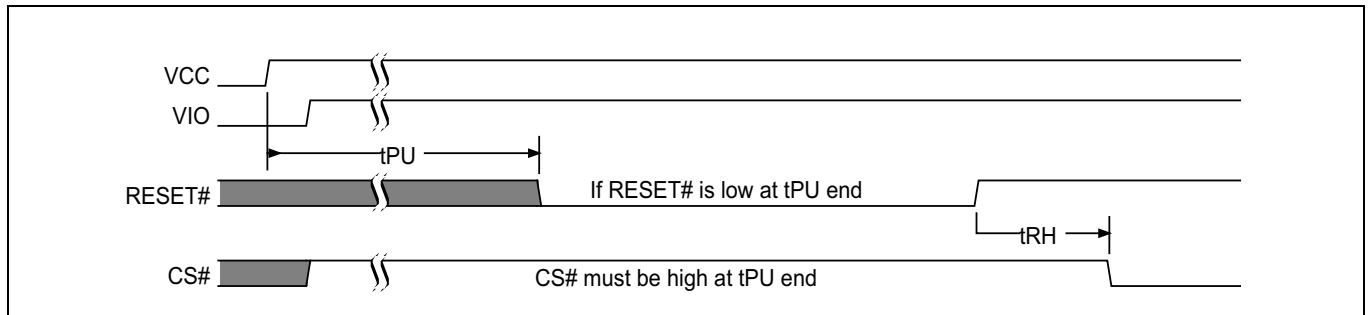 VCC
VIO
tPU
RESET#
If RESET# is low at tPU end
tRH
CS#
CS# must be high at tPU end